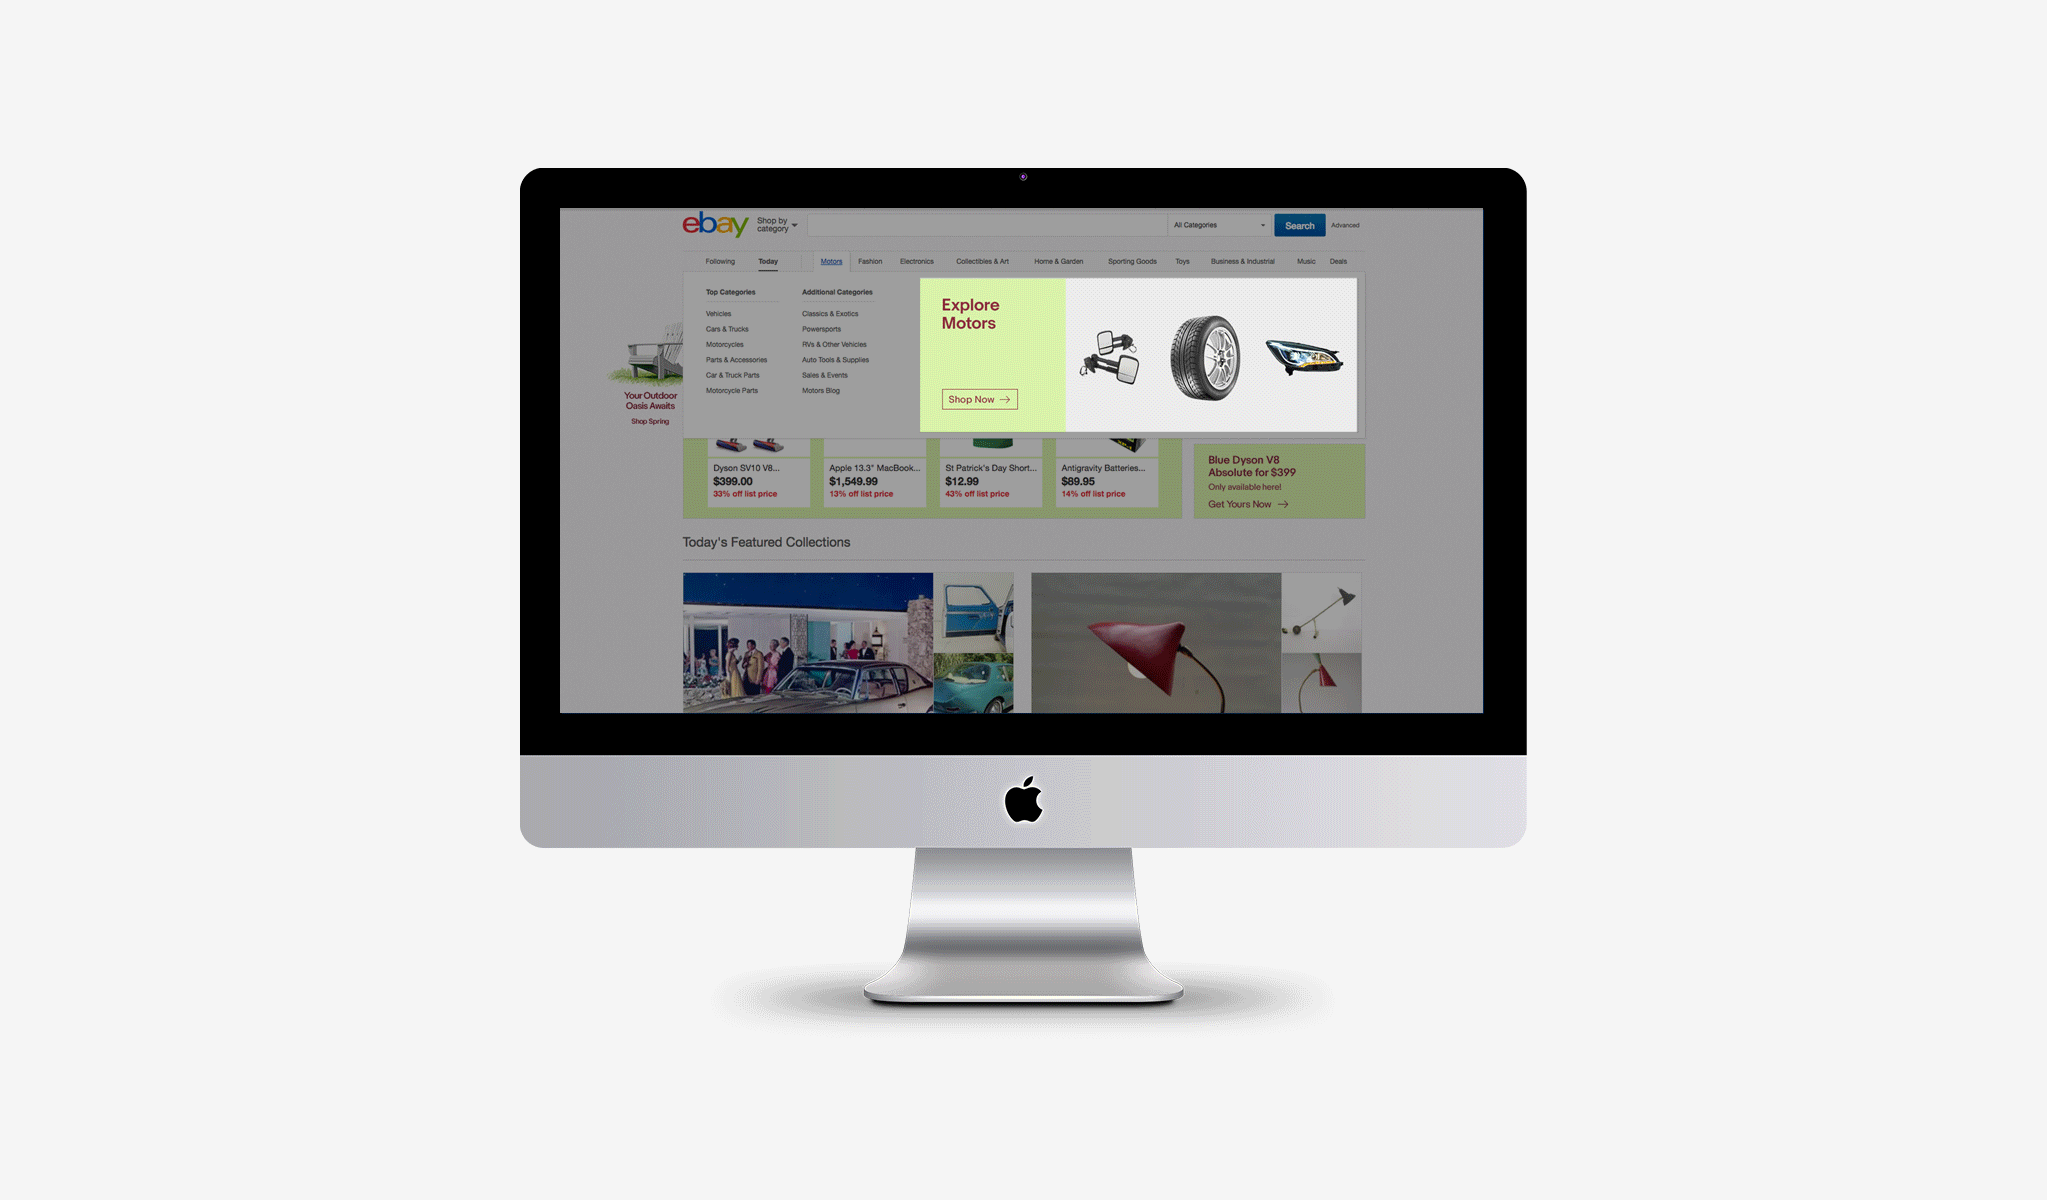 ebay
Shop by
category
All Categories
Search
Advanced
Following
Today
Motors
Fashion
Electronics
Collectibles & Art
Home & Garden
Sporting Goods
Toys
Business & Industrial
Music
Deals
Top Categories
Vehicles
Cars & Trucks
Motorcycles
Parts & Accessories
Car & Truck Parts
Motorcycle Parts
Additional Categories
Classics & Exotics
Powersports
RVs & Other Vehicles
Auto Tools & Supplies
Sales & Events
Motors Blog
Explore
Motors
Shop Now
Your Outdoor
Oasis Awaits
Shop Spring
Dyson SV10 V8...
$399.00
33% off list price
Apple 13.3" MacBook...
$1,549.99
13% off list price
St Patrick's Day Short...
$12.99
43% off list price
Antigravity Batteries...
$89.95
14% off list price
Blue Dyson V8
Absolute for $399
Only available here!
Get Yours Now
Today's Featured Collections